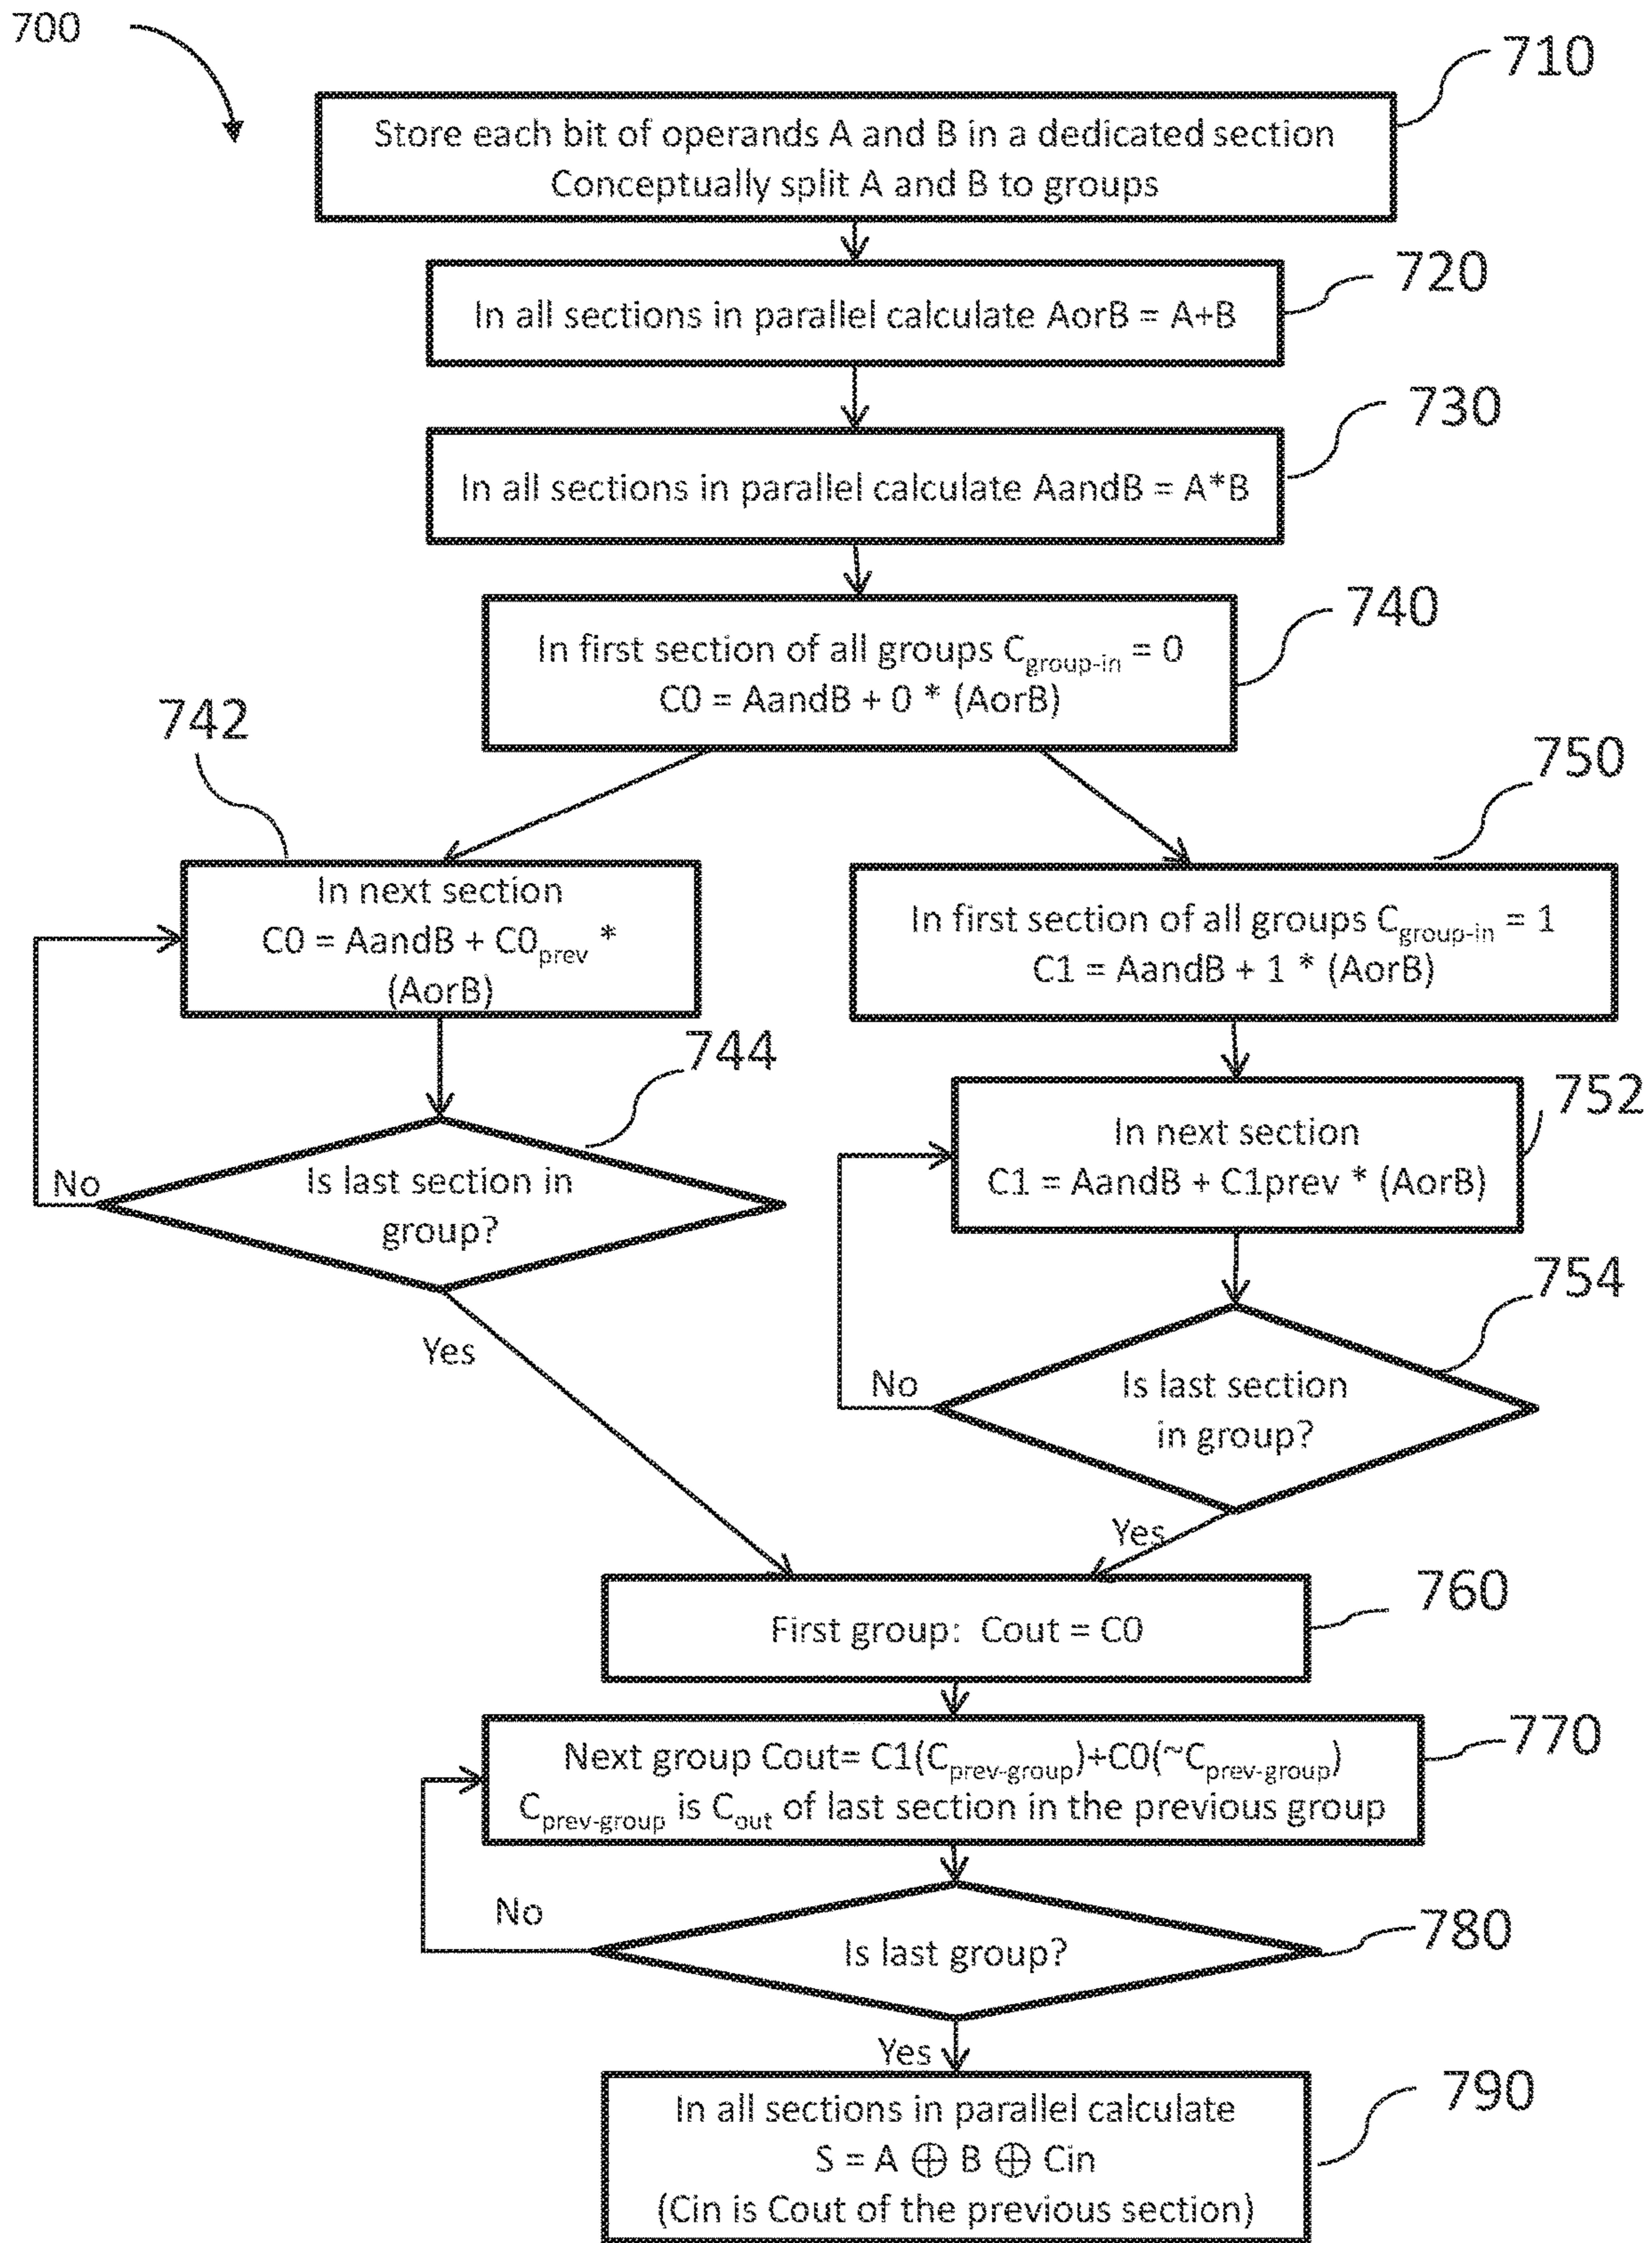 700
710
Store each bit of operands A and B in a dedicated section
Conceptually split A and B to groups
720
In all sections in parallel calculate AorB = A+B
730
In all sections in parallel calculate AandB = A*B
740
In first section of all groups Cgroup-in = 0
C0 = AandB + 0 * (AorB)
742
750
In next section
C0 = AandB + C0prev *
(AorB)
In first section of all groups Cgroup-in = 1
C1 = AandB + 1 * (AorB)
744
752
In next section
C1 = AandB + C1prev * (AorB)
No
Is last section in
group?
754
Yes
No
Is last section
in group?
Yes
760
First group: Cout = C0
770
Next group Cout= C1(Cprev-group)+C0(~Cprev-group)
Cprev-group is Cout of last section in the previous group
No
780
Is last group?
Yes
790
In all sections in parallel calculate
S = A ⊕ B ⊕ Cin
(Cin is Cout of the previous section)